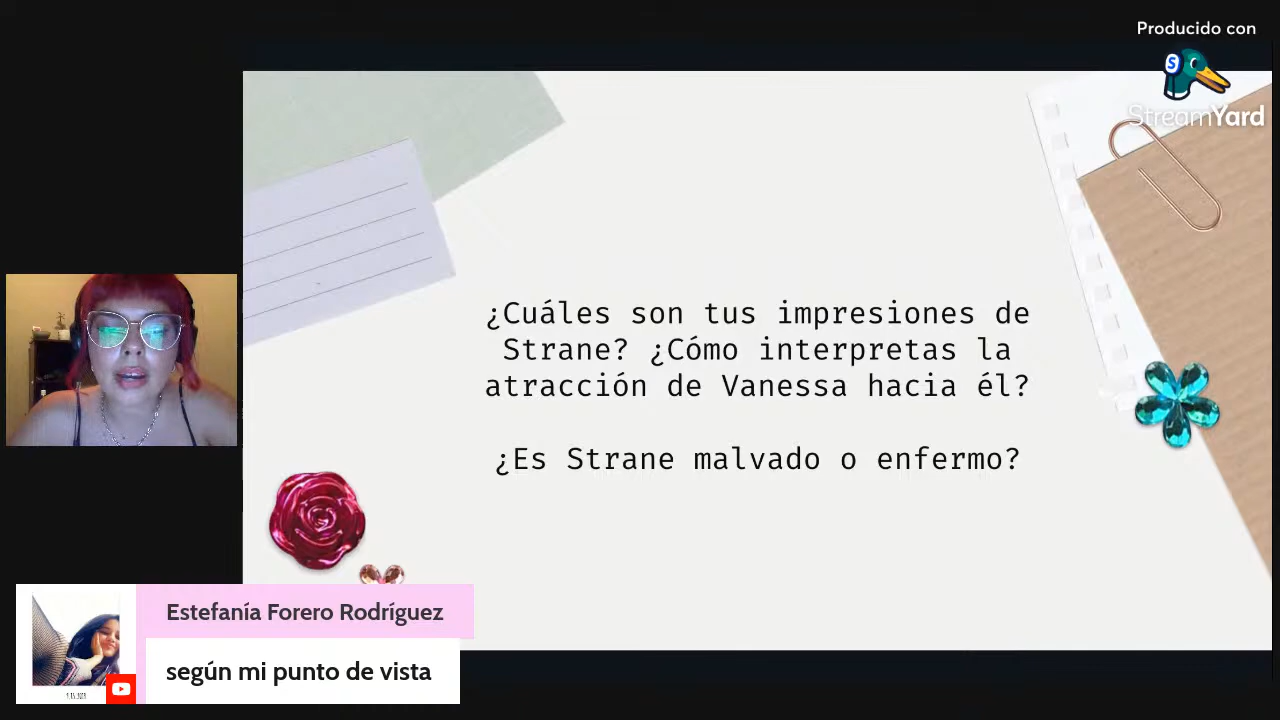 Producido con
StreamYard
¿Cuáles son tus impresiones de
Strane? ¿Cómo interpretas la
atracción de Vanessa hacia él?
¿Es Strane malvado o enfermo?
Estefanía Forero Rodríguez
según mi punto de vista